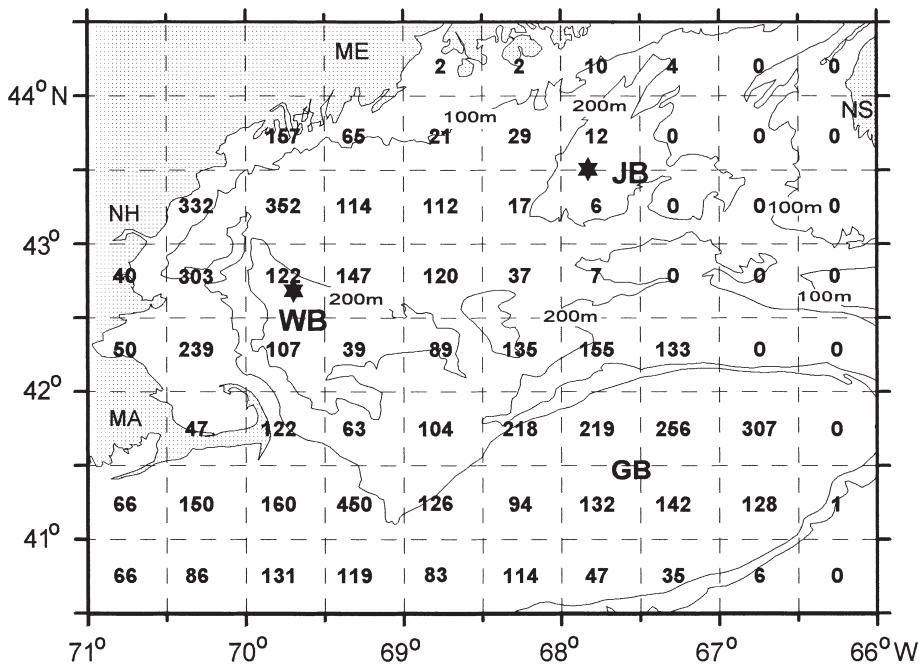 ME
2 2 10 4 0 0
44° N
200m
100m
NS
157 65 21 29 12 0 0 0
JB
NH
332 352 114 112 17 6 0 0 100m 0
43°
40 303 122 147 120 37 7 0 0 0
200m
100m
WB
200m
50 239 107 39 89 135 155 133 0 0
42°
MA
47 122 63 104 218 219 256 307 0
GB
66 150 160 450 126 94 132 142 128 1
41°
66 86 131 119 83 114 47 35 6 0
71° 70° 69° 68° 67° 66° W